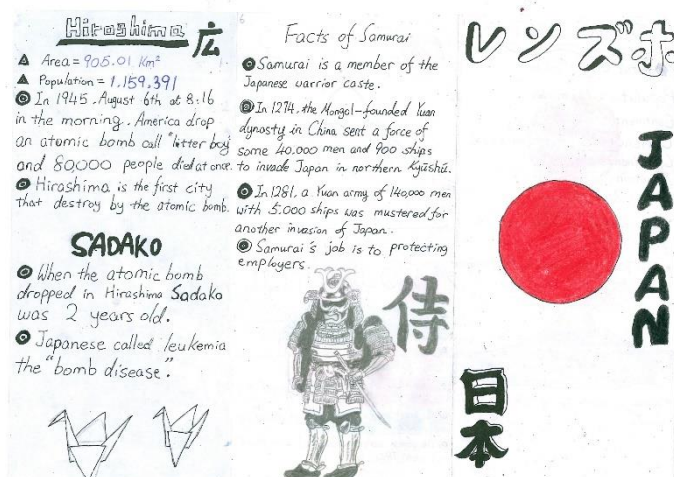 Hiroshima 広
Area = 905.01 Km²
Population = 1.159.391
In 1945. August 6th at 8:16
in the morning. America drop
an atomic bomb call "litter boy"
and 80,000 people died at once.
Hiroshima is the first city
that destroy by the atomic bomb.
SADAKO
When the atomic bomb
dropped in Hirashima Sadako
was 2 years old.
Japanese called leukemia
the "bomb disease".
6
Facts of Samurai
Samurai is a member of the
Japanese warrior caste.
In 1274, the Mongol-founded Yuan
dynasty in China sent a force of
some 40.000 men and 900 ships
to invade Japan in northern Kyūshū.
In 1281, a Yuan army of 140,000 men
with 5.000 ships was mustered for
another invasion of Japan.
Samurai's job is to protecting
employers.
侍
レンズホ
JAPAN
日本